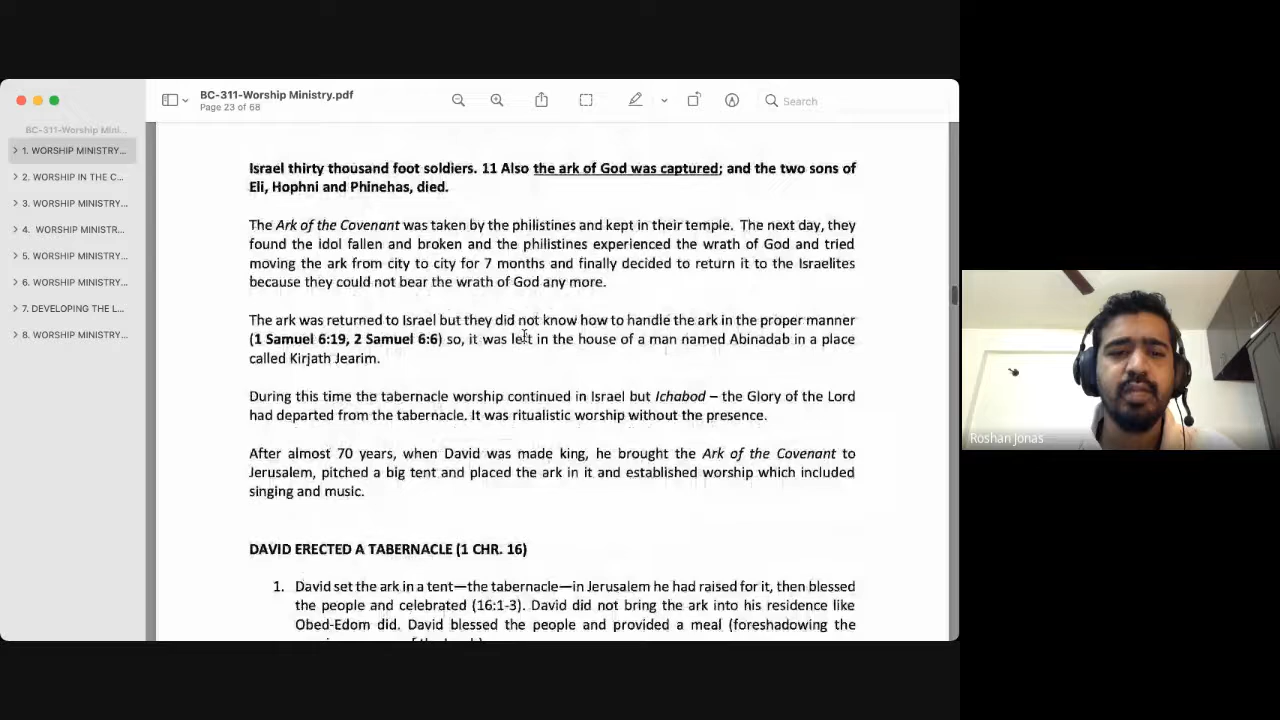 BC-311-Worship Ministry.pdf
Page 23 of 68
Search
BC-311-Worship Mini...
1. WORSHIP MINISTRY...
2. WORSHIP IN THE C...
3. WORSHIP MINISTRY...
4. WORSHIP MINISTR...
5. WORSHIP MINISTRY...
6. WORSHIP MINISTRY...
7. DEVELOPING THE L...
8. WORSHIP MINISTRY...
Israel thirty thousand foot soldiers. 11 Also the ark of God was captured; and the two sons of
Eli, Hophni and Phinehas, died.
The Ark of the Covenant was taken by the philistines and kept in their temple. The next day, they
found the idol fallen and broken and the philistines experienced the wrath of God and tried
moving the ark from city to city for 7 months and finally decided to return it to the Israelites
because they could not bear the wrath of God any more.
The ark was returned to Israel but they did not know how to handle the ark in the proper manner
(1 Samuel 6:19, 2 Samuel 6:6) so, it was left in the house of a man named Abinadab in a place
called Kirjath Jearim.
During this time the tabernacle worship continued in Israel but Ichabod – the Glory of the Lord
had departed from the tabernacle. It was ritualistic worship without the presence.
After almost 70 years, when David was made king, he brought the Ark of the Covenant to
Jerusalem, pitched a big tent and placed the ark in it and established worship which included
singing and music.
DAVID ERECTED A TABERNACLE (1 CHR. 16)
1. David set the ark in a tent—the tabernacle—in Jerusalem he had raised for it, then blessed
the people and celebrated (16:1-3). David did not bring the ark into his residence like
Obed-Edom did. David blessed the people and provided a meal (foreshadowing the
Roshan Jonas